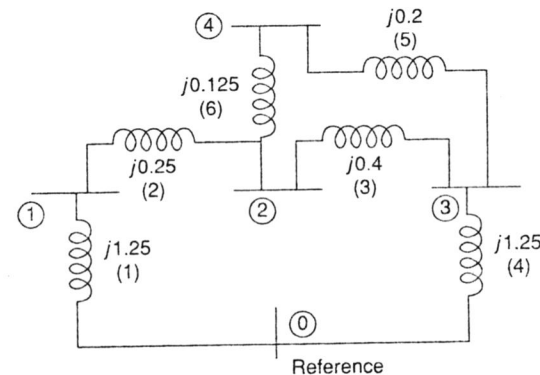 ④
j0.2
(5)
j0.125
(6)
j0.25
(2)
j0.4
(3)
①
②
③
j1.25
(1)
j1.25
(4)
⓪
Reference